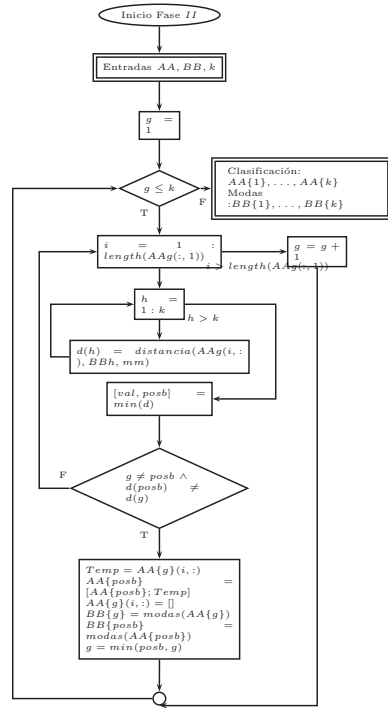 Inicio Fase II
Entradas AA, BB, k
g =
1
g ≤ k
F
T
Clasificación:
AA{1}, . . . , AA{k}
Modas
:BB{1}, . . . , BB{k}
i = 1 :
length(AAg(:, 1))
i > length(AAg(:, 1))
g = g +
1
h =
1 : k
h > k
d(h) = distancia(AAg(i, :
), BBh, mm)
[val, posb] =
min(d)
g ≠ posb ∧
d(posb) ≠
d(g)
F
T
Temp = AA{g}(i, :)
AA{posb} =
[AA{posb}; Temp]
AA{g}(i, :) = []
BB{g} = modas(AA{g})
BB{posb} =
modas(AA{posb})
g = min(posb, g)